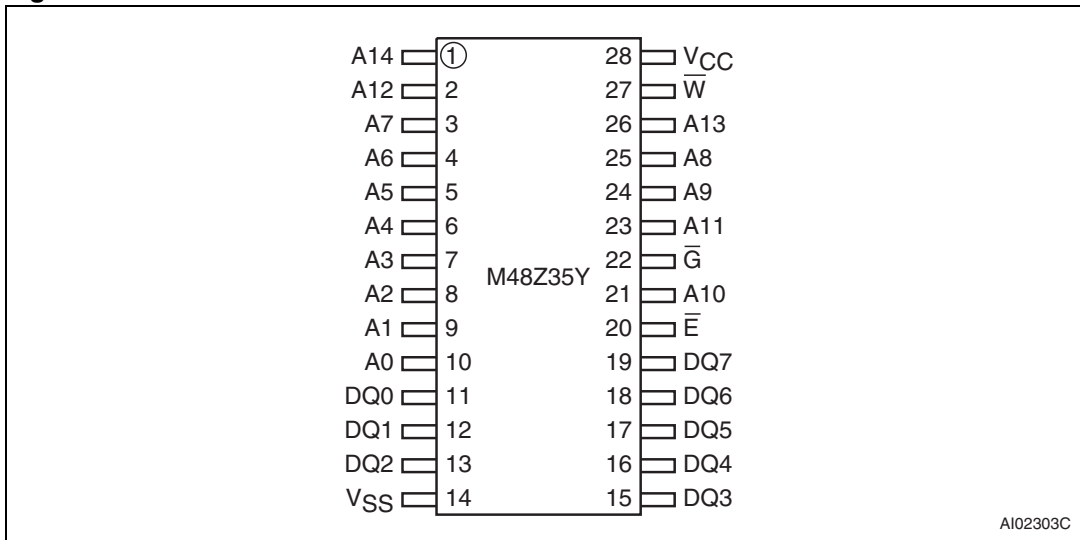 A14 1 28 VCC
A12 2 27 W̅
A7 3 26 A13
A6 4 25 A8
A5 5 24 A9
A4 6 23 A11
A3 7 22 G̅
M48Z35Y
A2 8 21 A10
A1 9 20 E̅
A0 10 19 DQ7
DQ0 11 18 DQ6
DQ1 12 17 DQ5
DQ2 13 16 DQ4
VSS 14 15 DQ3
AI02303C